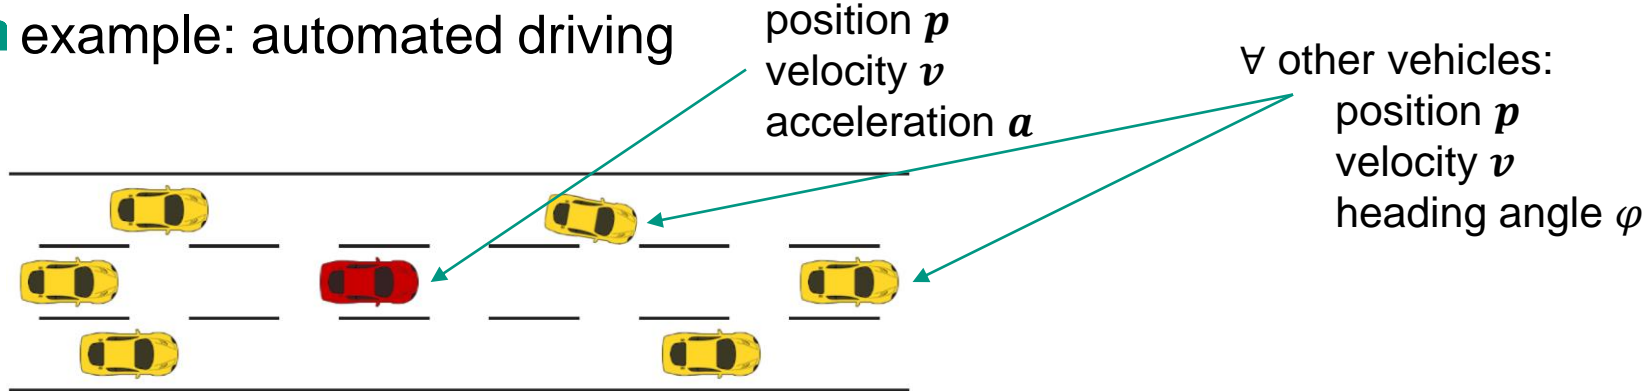 example: automated driving
position p
velocity v
acceleration a
∀ other vehicles:
position p
velocity v
heading angle φ